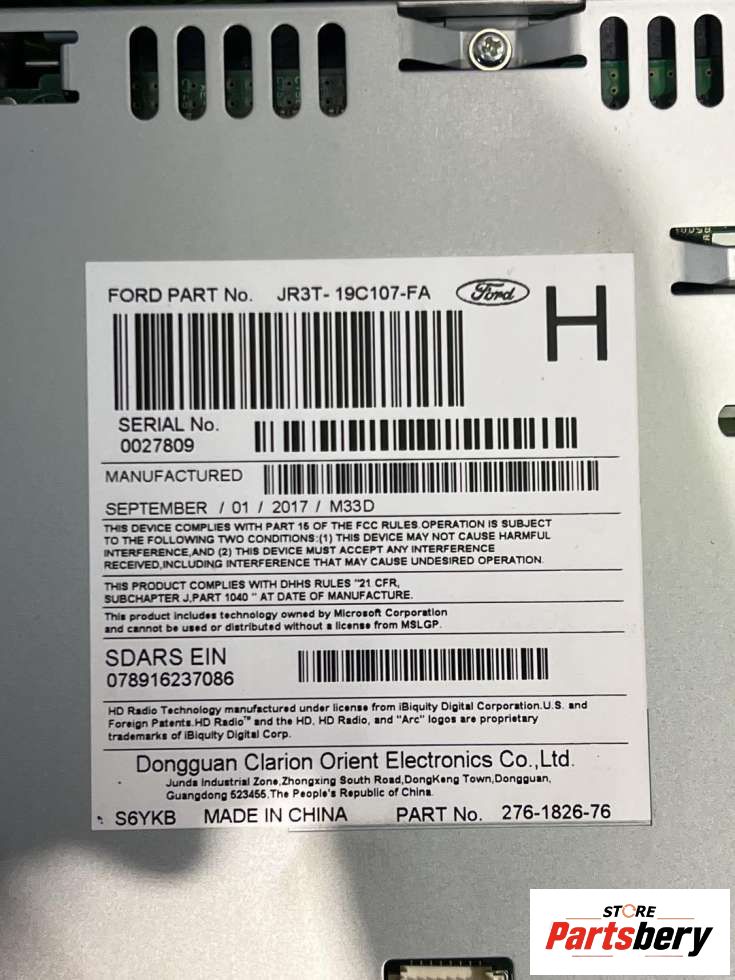 FORD PART No. JR3T-19C107-FA Ford H
SERIAL No.
0027809
MANUFACTURED
SEPTEMBER / 01 / 2017 / M33D
THIS DEVICE COMPLIES WITH PART 15 OF THE FCC RULES.OPERATION IS SUBJECT
TO THE FOLLOWING TWO CONDITIONS:(1) THIS DEVICE MAY NOT CAUSE HARMFUL
INTERFERENCE,AND (2) THIS DEVICE MUST ACCEPT ANY INTERFERENCE
RECEIVED,INCLUDING INTERFERENCE THAT MAY CAUSE UNDESIRED OPERATION.
THIS PRODUCT COMPLIES WITH DHHS RULES "21 CFR,
SUBCHAPTER J,PART 1040 " AT DATE OF MANUFACTURE.
This product includes technology owned by Microsoft Corporation
and cannot be used or distributed without a license from MSLGP.
SDARS EIN
078916237086
HD Radio Technology manufactured under license from iBiquity Digital Corporation.U.S. and
Foreign Patents.HD Radio™ and the HD, HD Radio, and "Arc" logos are proprietary
trademarks of iBiquity Digital Corp.
Dongguan Clarion Orient Electronics Co.,Ltd.
Junda Industrial Zone,Zhongxing South Road,DongKeng Town,Dongguan,
Guangdong 523455,The People's Republic of China.
S6YKB MADE IN CHINA PART No. 276-1826-76
STORE
Partsbery